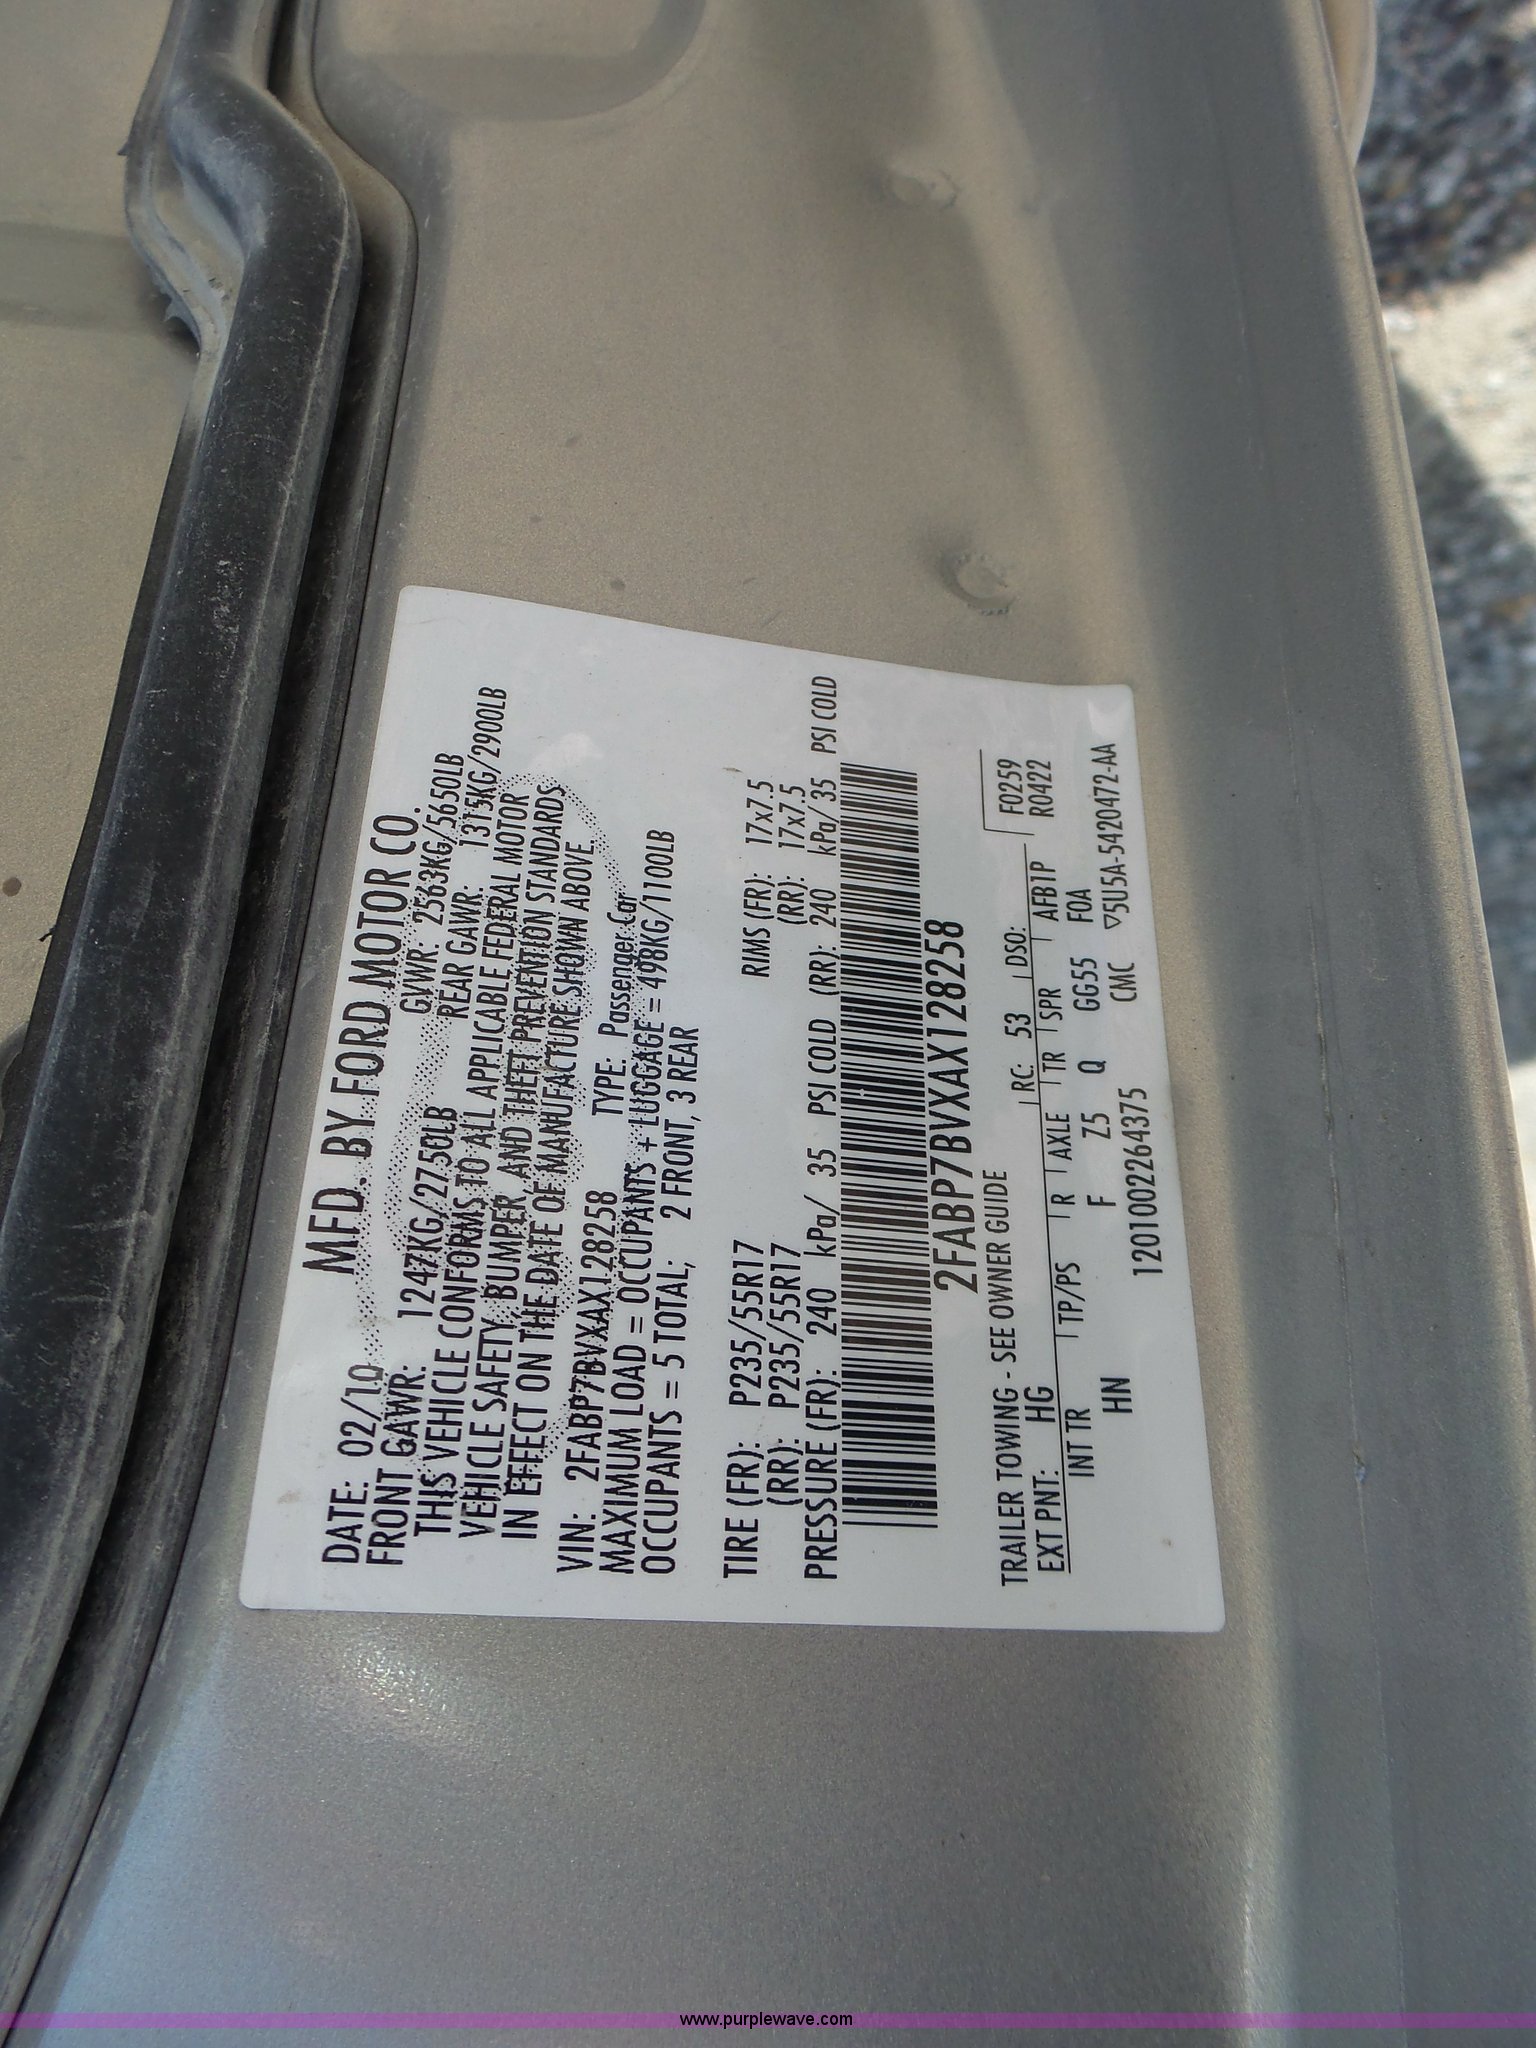 MFD. BY FORD MOTOR CO.
DATE: 02/10 GVWR: 2563KG/5650LB
FRONT GAWR: 1247KG/2750LB REAR GAWR: 1315KG/2900LB
THIS VEHICLE CONFORMS TO ALL APPLICABLE FEDERAL MOTOR
VEHICLE SAFETY, BUMPER, AND THEFT PREVENTION STANDARDS
IN EFFECT ON THE DATE OF MANUFACTURE SHOWN ABOVE.
VIN: 2FABP7BVXAX128258 TYPE: Passenger Car
MAXIMUM LOAD = OCCUPANTS + LUGGAGE = 498KG/1100LB
OCCUPANTS = 5 TOTAL; 2 FRONT, 3 REAR
TIRE (FR): P235/55R17 RIMS (FR): 17x7.5
(RR): P235/55R17 (RR): 17x7.5
PRESSURE (FR): 240 kPa/ 35 PSI COLD (RR): 240 kPa/35 PSI COLD
2FABP7BVXAX128258
TRAILER TOWING - SEE OWNER GUIDE F0259
EXT PNT: HG RC: 53 DSO: R0422
INT TR TP/PS R AXLE TR SPR AFB1P
HN F Z5 Q GG55 FOA
1201002264375 CMC ▽5U5A-5420472-AA
www.purplewave.com